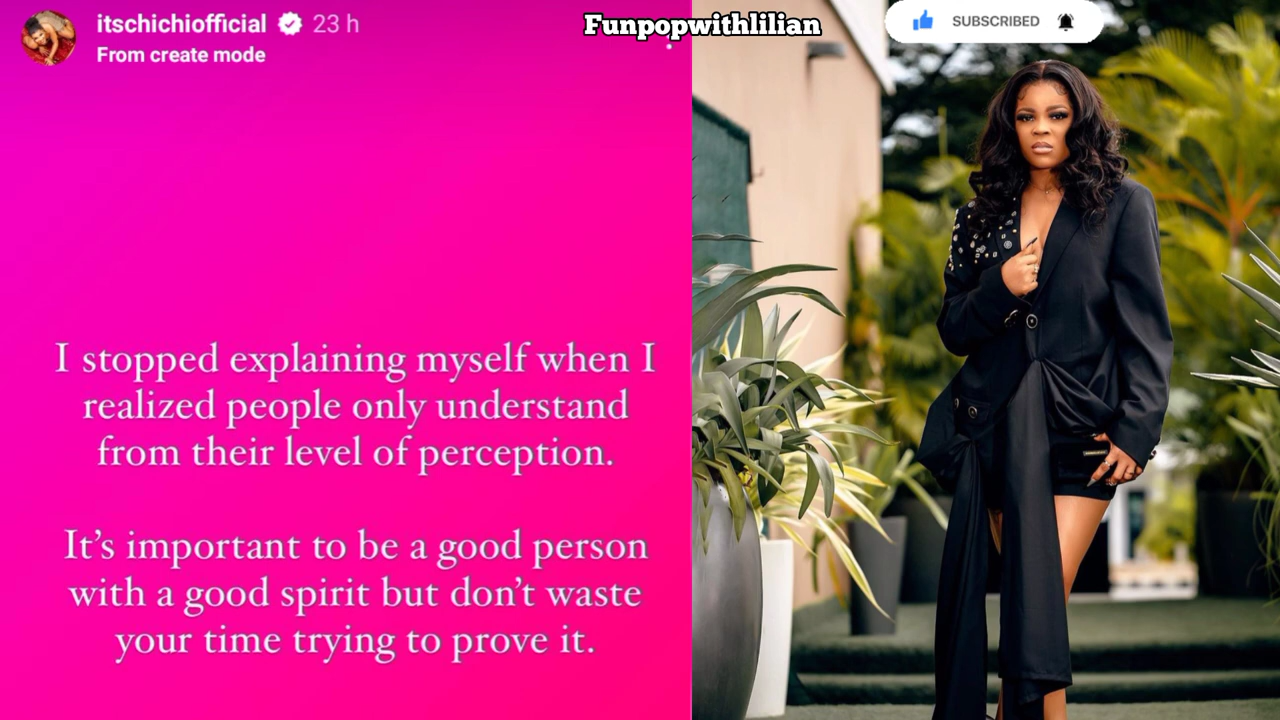 itschichiofficial 23 h
From create mode
Funpopwithlilian
SUBSCRIBED
I stopped explaining myself when I
realized people only understand
from their level of perception.
It's important to be a good person
with a good spirit but don't waste
your time trying to prove it.